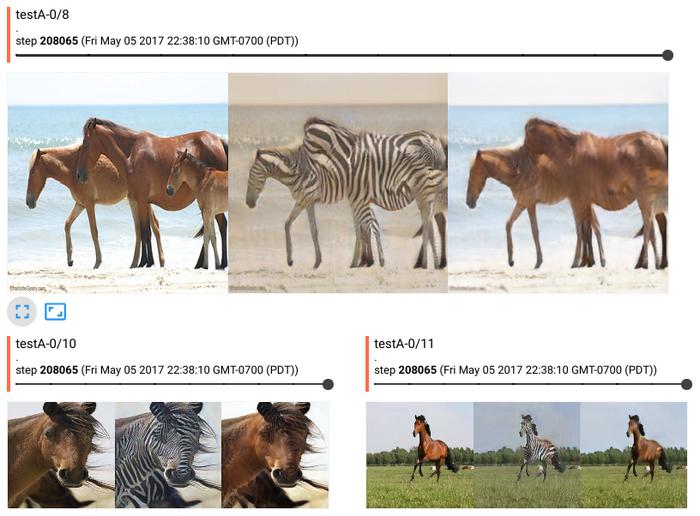 testA-0/8
.
step 208065 (Fri May 05 2017 22:38:10 GMT-0700 (PDT))
testA-0/10
.
step 208065 (Fri May 05 2017 22:38:10 GMT-0700 (PDT))
testA-0/11
.
step 208065 (Fri May 05 2017 22:38:10 GMT-0700 (PDT))